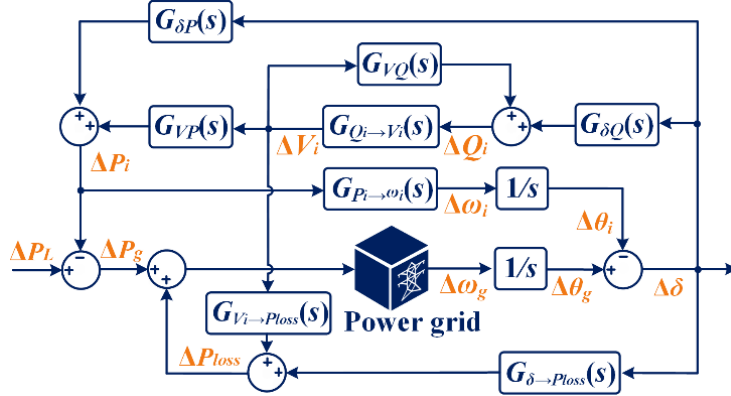 GδP(s)
GVQ(s)
GVP(s)
GQi→Vi(s)
GδQ(s)
ΔPi
ΔVi
ΔQi
GPi→ωi(s)
1/s
Δωi
Δθi
ΔPL
ΔPg
Δωg
1/s
Δθg
Δδ
GVi→Ploss(s)
Power grid
ΔPloss
Gδ→Ploss(s)